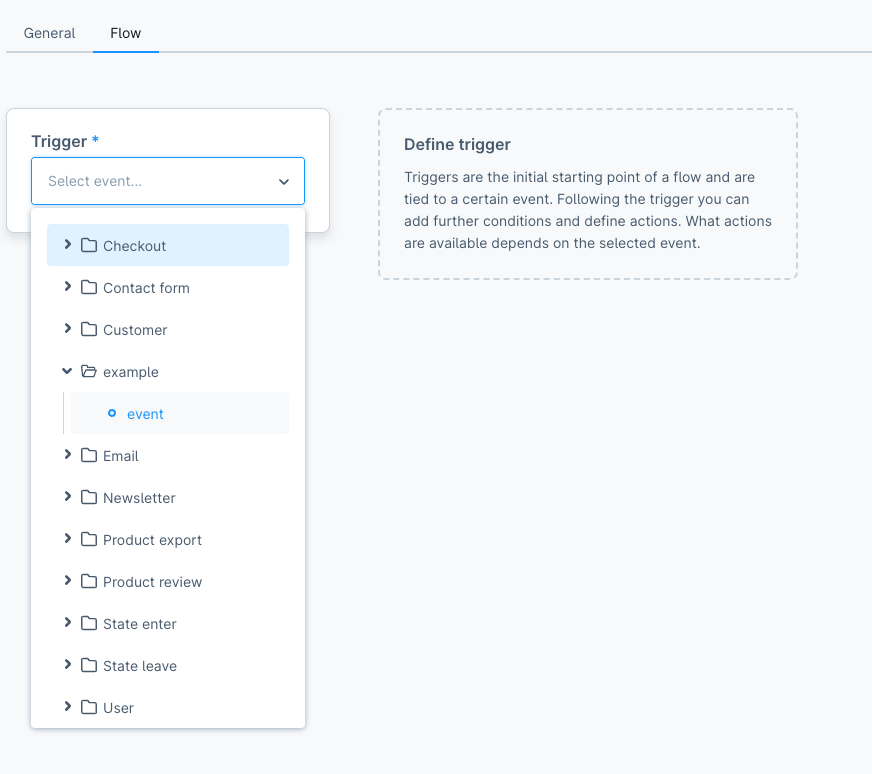 General
Flow
Trigger *
Select event...
Checkout
Contact form
Customer
example
event
Email
Newsletter
Product export
Product review
State enter
State leave
User
Define trigger
Triggers are the initial starting point of a flow and are
tied to a certain event. Following the trigger you can
add further conditions and define actions. What actions
are available depends on the selected event.